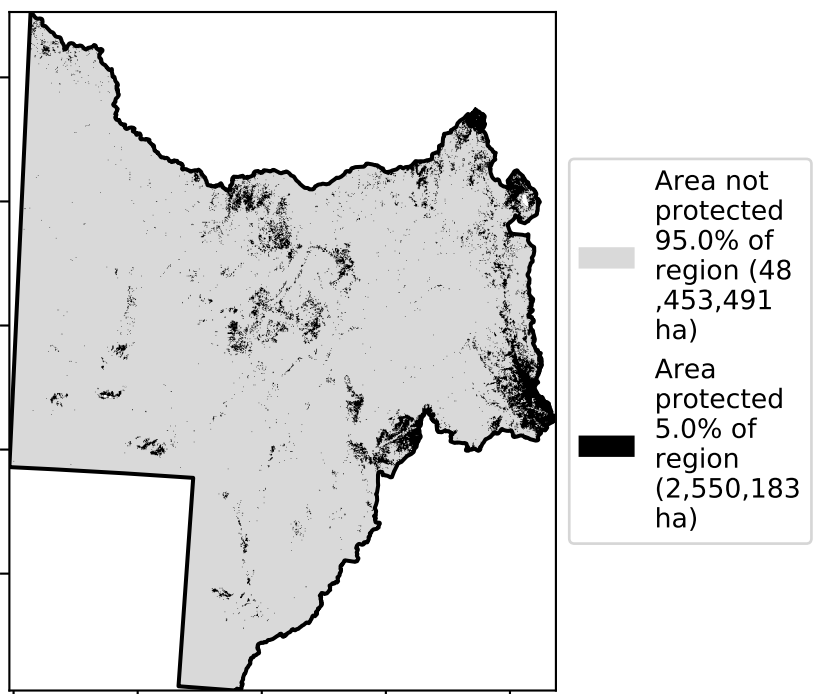 Area not
protected
95.0% of
region (48
,453,491
ha)
Area
protected
5.0% of
region
(2,550,183
ha)